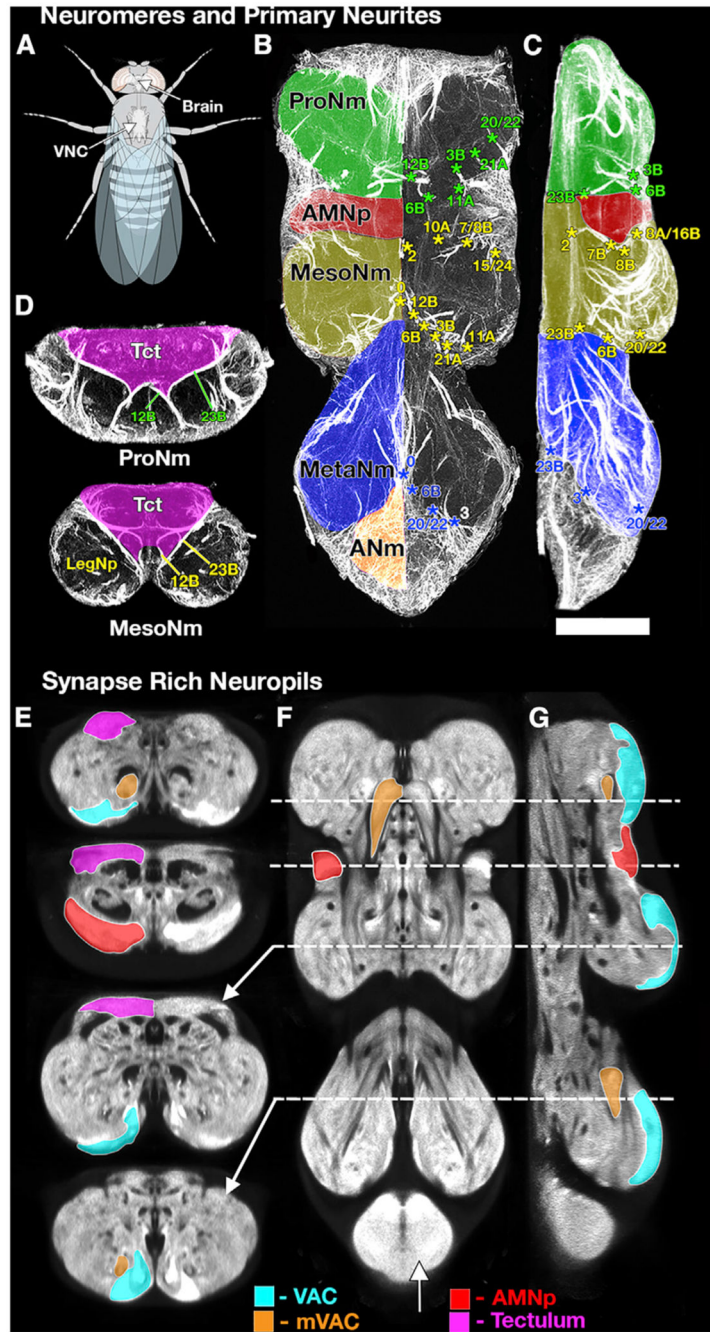 Neuromeres and Primary Neurites
A
Brain
VNC
B
ProNm
20/22
3B
12B
21A
6B
11A
AMNp
10A
7/9B
2
15/24
MesoNm
0
12B
3B
6B
11A
21A
MetaNm
0
6B
20/22
3
ANm
C
3B
6B
23B
2
8A/16B
7B
8B
23B
6B
20/22
23B
3
20/22
D
Tct
12B
23B
ProNm
Tct
LegNp
12B
23B
MesoNm
Synapse Rich Neuropils
E
F
G
- VAC
- mVAC
- AMNp
- Tectulum